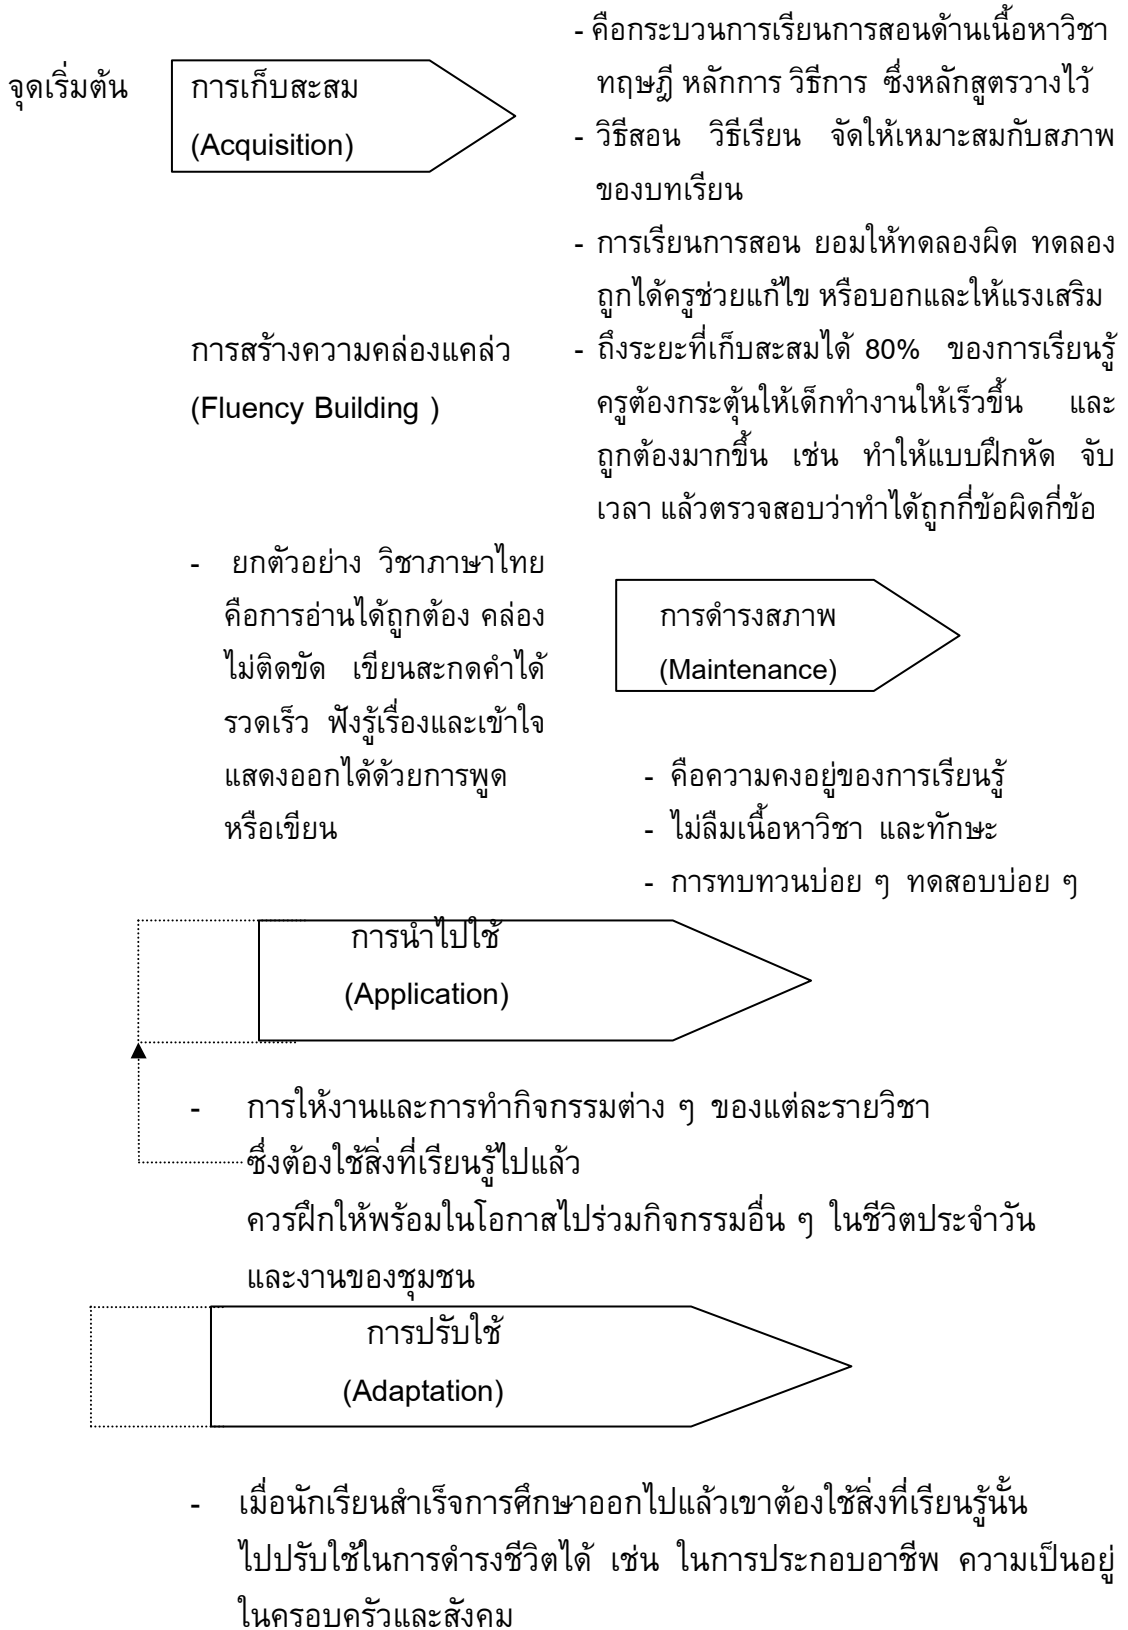 จุดเริ่มต้น
การเก็บสะสม
(Acquisition)
- คือกระบวนการเรียนการสอนด้านเนื้อหาวิชา
ทฤษฎี หลักการ วิธีการ ซึ่งหลักสูตรวางไว้
- วิธีสอน วิธีเรียน จัดให้เหมาะสมกับสภาพ
ของบทเรียน
- การเรียนการสอน ยอมให้ทดลองผิด ทดลอง
ถูกได้ครูช่วยแก้ไข หรือบอกและให้แรงเสริม
การสร้างความคล่องแคล่ว
(Fluency Building )
- ถึงระยะที่เก็บสะสมได้ 80% ของการเรียนรู้
ครูต้องกระตุ้นให้เด็กทำงานให้เร็วขึ้น และ
ถูกต้องมากขึ้น เช่น ทำให้แบบฝึกหัด จับ
เวลา แล้วตรวจสอบว่าทำได้ถูกกี่ข้อผิดกี่ข้อ
- ยกตัวอย่าง วิชาภาษาไทย
คือการอ่านได้ถูกต้อง คล่อง
ไม่ติดขัด เขียนสะกดคำได้
รวดเร็ว ฟังรู้เรื่องและเข้าใจ
แสดงออกได้ด้วยการพูด
หรือเขียน
การดำรงสภาพ
(Maintenance)
- คือความคงอยู่ของการเรียนรู้
- ไม่ลืมเนื้อหาวิชา และทักษะ
- การทบทวนบ่อย ๆ ทดสอบบ่อย ๆ
การนำไปใช้
(Application)
- การให้งานและการทำกิจกรรมต่าง ๆ ของแต่ละรายวิชา
ซึ่งต้องใช้สิ่งที่เรียนรู้ไปแล้ว
ควรฝึกให้พร้อมในโอกาสไปร่วมกิจกรรมอื่น ๆ ในชีวิตประจำวัน
และงานของชุมชน
การปรับใช้
(Adaptation)
- เมื่อนักเรียนสำเร็จการศึกษาออกไปแล้วเขาต้องใช้สิ่งที่เรียนรู้นั้น
ไปปรับใช้ในการดำรงชีวิตได้ เช่น ในการประกอบอาชีพ ความเป็นอยู่
ในครอบครัวและสังคม